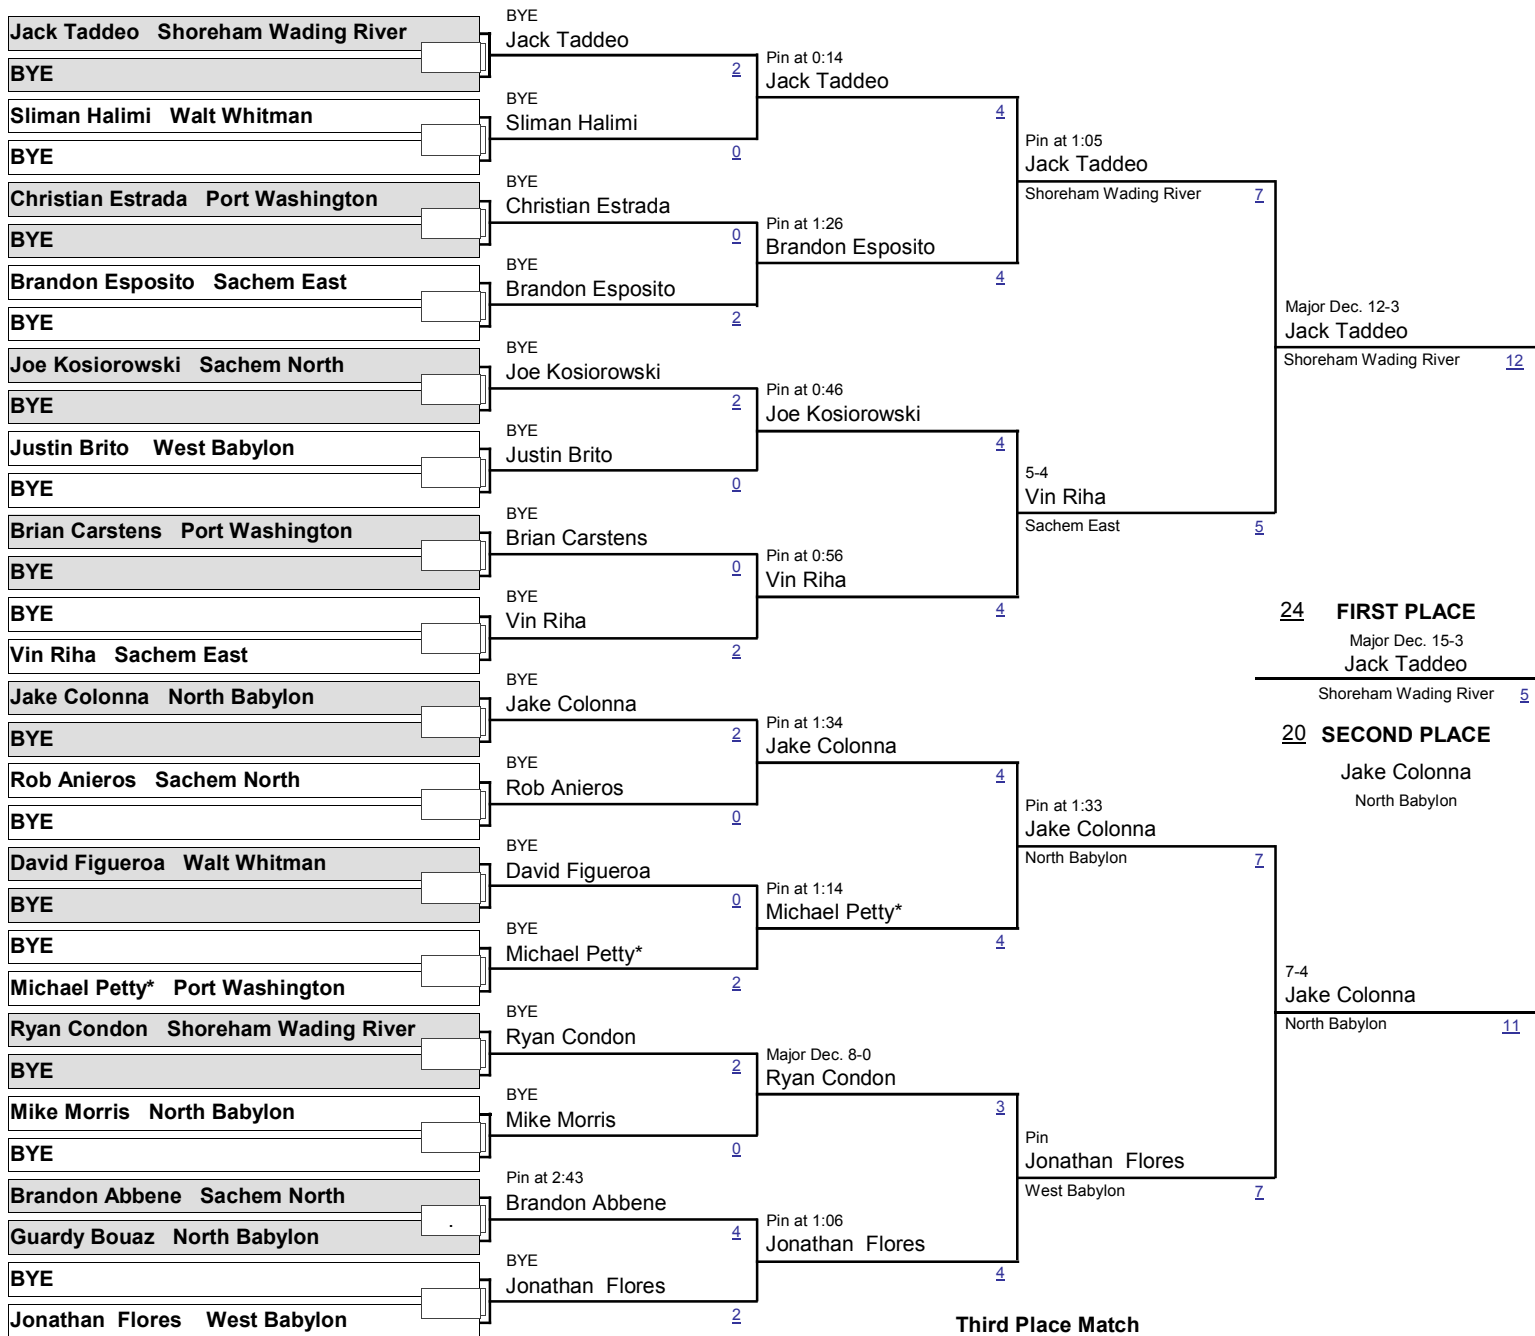 Jack Taddeo Shoreham Wading River
BYE
Sliman Halimi Walt Whitman
BYE
Christian Estrada Port Washington
BYE
Brandon Esposito Sachem East
BYE
Joe Kosiorowski Sachem North
BYE
Justin Brito West Babylon
BYE
Brian Carstens Port Washington
BYE
BYE
Vin Riha Sachem East
Jake Colonna North Babylon
BYE
Rob Anieros Sachem North
BYE
David Figueroa Walt Whitman
BYE
BYE
Michael Petty* Port Washington
Ryan Condon Shoreham Wading River
BYE
Mike Morris North Babylon
BYE
Brandon Abbene Sachem North
.
Guardy Bouaz North Babylon
BYE
Jonathan Flores West Babylon
BYE
Jack Taddeo
2
BYE
Sliman Halimi
0
BYE
Christian Estrada
0
BYE
Brandon Esposito
2
BYE
Joe Kosiorowski
2
BYE
Justin Brito
0
BYE
Brian Carstens
0
BYE
Vin Riha
2
BYE
Jake Colonna
2
BYE
Rob Anieros
0
BYE
David Figueroa
0
BYE
Michael Petty*
2
BYE
Ryan Condon
2
BYE
Mike Morris
0
Pin at 2:43
Brandon Abbene
4
BYE
Jonathan Flores
2
Pin at 0:14
Jack Taddeo
4
Pin at 1:26
Brandon Esposito
4
Pin at 0:46
Joe Kosiorowski
4
Pin at 0:56
Vin Riha
4
Pin at 1:34
Jake Colonna
4
Pin at 1:14
Michael Petty*
4
Major Dec. 8-0
Ryan Condon
3
Pin at 1:06
Jonathan Flores
4
Pin at 1:05
Jack Taddeo
Shoreham Wading River 7
5-4
Vin Riha
Sachem East 5
Pin at 1:33
Jake Colonna
North Babylon 7
Pin
Jonathan Flores
West Babylon 7
Major Dec. 12-3
Jack Taddeo
Shoreham Wading River 12
24 FIRST PLACE
Major Dec. 15-3
Jack Taddeo
Shoreham Wading River 5
20 SECOND PLACE
Jake Colonna
North Babylon
7-4
Jake Colonna
North Babylon 11
Third Place Match